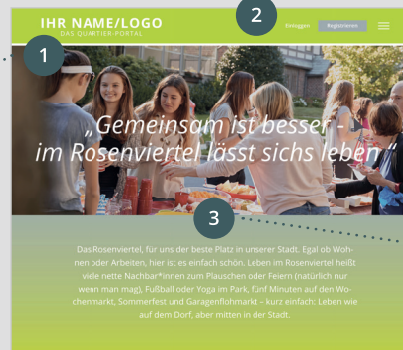 IHR NAME/LOGO
DAS QUARTIER-PORTAL
2
Einloggen
Registrieren
1
„Gemeinsam ist besser -
im Rosenviertel lässt sichs leben “
3
DasRosenviertel, für uns der beste Platz in unserer Stadt. Egal ob Woh-
nen oder Arbeiten, hier is: es einfach schön. Leben im Rosenviertel heißt
viele nette Nachbar*innen zum Plauschen oder Feiern (natürlich nur
wenn man mag), Fußball oder Yoga im Park, fünf Minuten auf den Wo-
chermarkt, Sommerfest und Garagenflohmarkt – kurz einfach: Leben wie
auf dem Dorf, aber mitten in der Stadt.